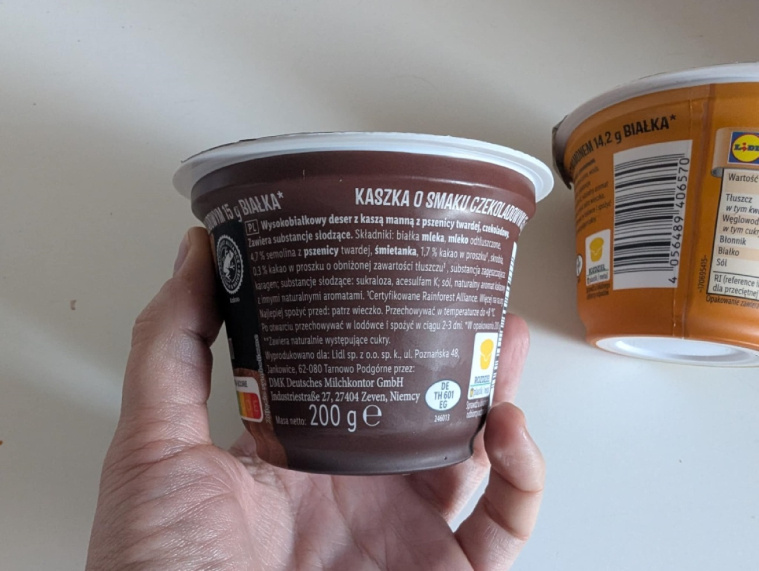 15 g BIAŁKA*
KASZKA O SMAKU CZEKOLADOWYM
PL Wysokobiałkowy deser z kaszą manną z pszenicy twardej, czekoladowy.
Zawiera substancje słodzące. Składniki: białka mleka, mleko odtłuszczone,
4,7% semolina z pszenicy twardej, śmietanka, 1,7% kakao w proszku¹, skrobia,
0,3% kakao w proszku o obniżonej zawartości tłuszczu¹, substancja zagęszczająca:
karagen; substancje słodzące: sukraloza, acesulfam K; sól, naturalny aromat
z innymi naturalnymi aromatami. ¹Certyfikowane Rainforest Alliance. Więcej na
Najlepiej spożyć przed: patrz wieczko. Przechowywać w temperaturze do +8°C.
Po otwarciu przechowywać w lodówce i spożyć w ciągu 2-3 dni. *W opakowaniu
**Zawiera naturalnie występujące cukry.
Wyprodukowano dla: Lidl sp. z o.o. sp. k., ul. Poznańska 48,
Jankowice, 62-080 Tarnowo Podgórne przez:
DMK Deutsches Milchkontor GmbH
Industriestraße 27, 27404 Zeven, Niemcy
Masa netto: 200 g e
DE
TH 601
EG
14,2 g BIAŁKA*
4 056489 406570
LIDL
Wartość
Tłuszcz
w tym kw
Węglowod
w tym cukr
Błonnik
Białko
Sól
RI (reference i
dla przeciętnej